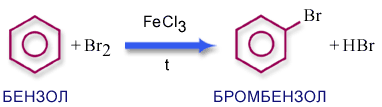 FeCl3
+ Br2
t
Br
+ HBr
БЕНЗОЛ
БРОМБЕНЗОЛ